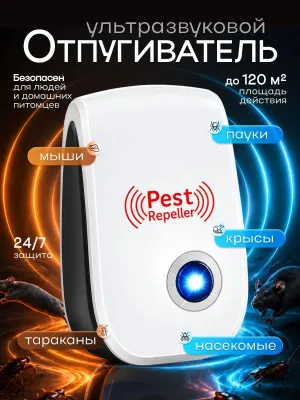 ультразвуковой
Отпугиватель
Безопасен
для людей
и домашних
питомцев
до 120 м²
площадь
действия
пауки
мыши
Pest
Repeller
крысы
24/7
защита
тараканы
насекомые